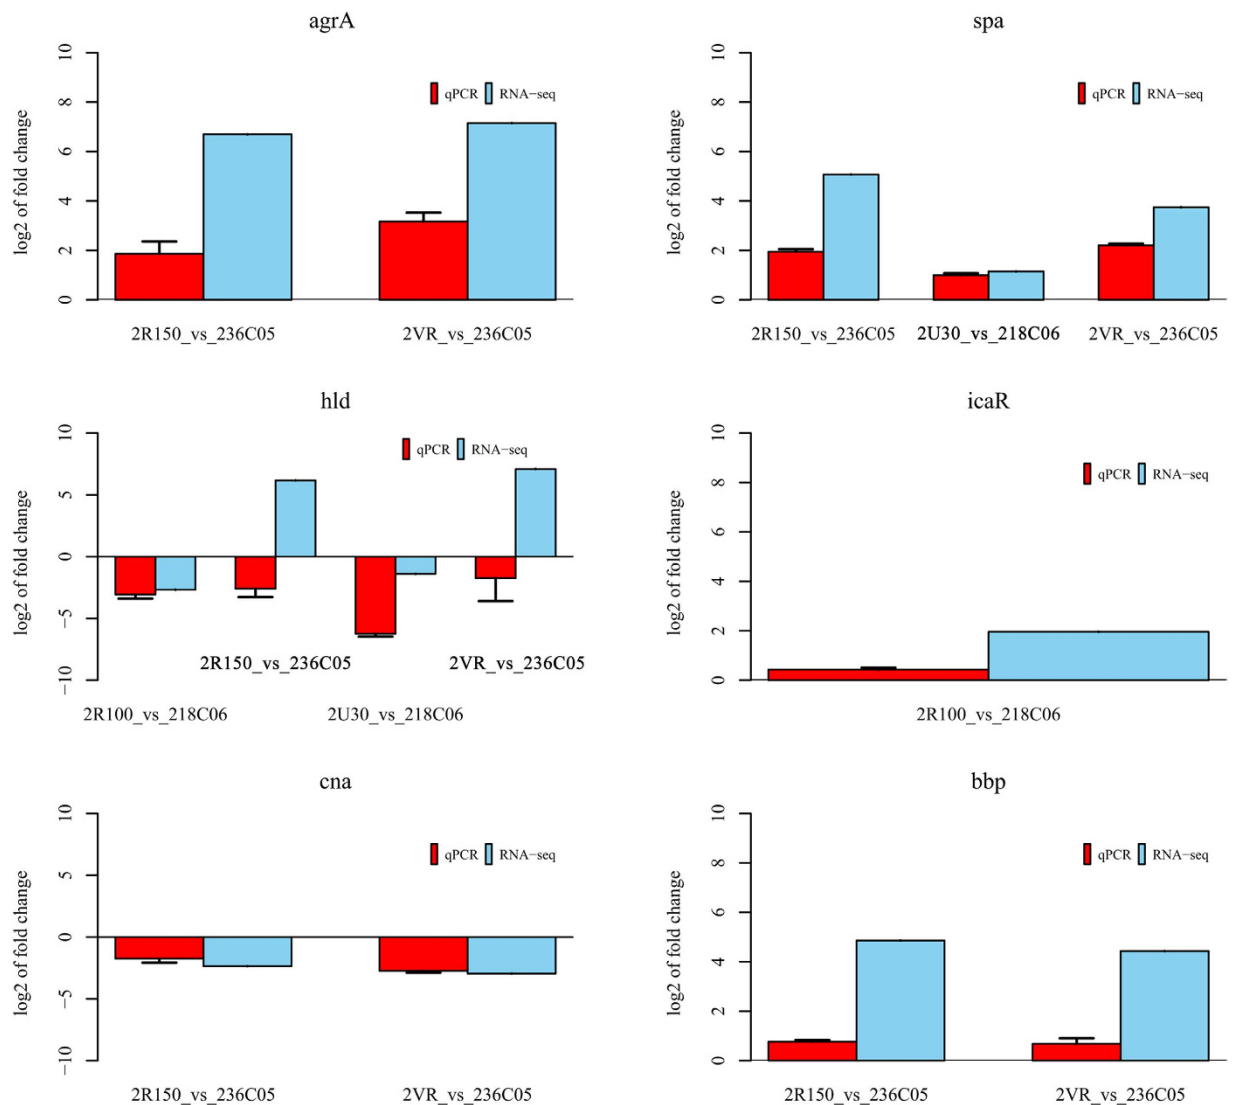 agrA
log2 of fold change
10
8
6
4
2
0
qPCR RNA−seq
2R150_vs_236C05 2VR_vs_236C05
spa
log2 of fold change
10
8
6
4
2
0
qPCR RNA−seq
2R150_vs_236C05 2U30_vs_218C06 2VR_vs_236C05
hld
log2 of fold change
10
5
0
−5
−10
qPCR RNA−seq
2R150_vs_236C05 2VR_vs_236C05
2R100_vs_218C06 2U30_vs_218C06
icaR
log2 of fold change
10
8
6
4
2
0
qPCR RNA−seq
2R100_vs_218C06
cna
log2 of fold change
10
5
0
−5
−10
qPCR RNA−seq
2R150_vs_236C05 2VR_vs_236C05
bbp
log2 of fold change
10
8
6
4
2
0
qPCR RNA−seq
2R150_vs_236C05 2VR_vs_236C05